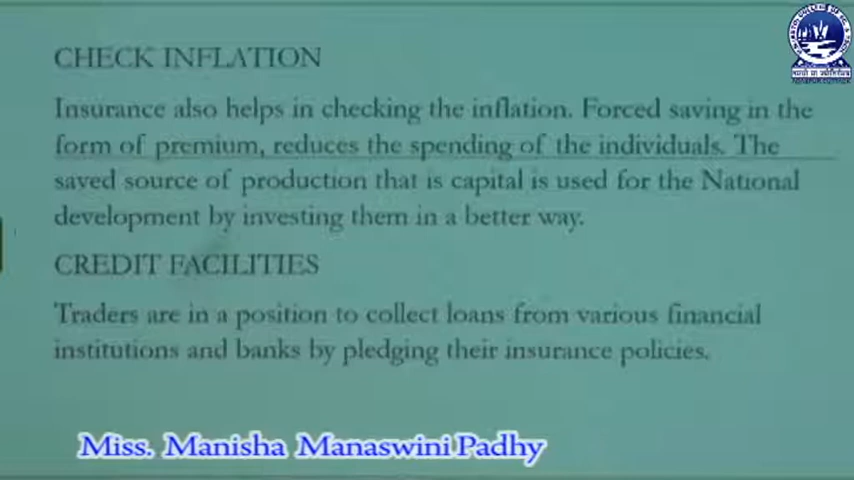 CHECK INFLATION
Insurance also helps in checking the inflation. Forced saving in the
form of premium, reduces the spending of the individuals. The
saved source of production that is capital is used for the National
development by investing them in a better way.
CREDIT FACILITIES
Traders are in a position to collect loans from various financial
institutions and banks by pledging their insurance policies.
Miss. Manisha Manaswini Padhy